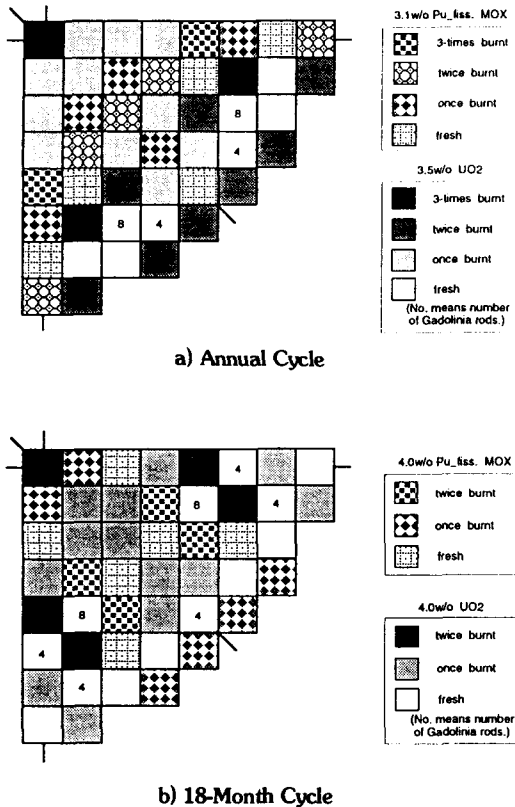 3.1w/o Pu_fiss. MOX
3-times burnt
twice burnt
once burnt
fresh
8
4
3.5w/o UO2
3-times burnt
twice burnt
once burnt
fresh
(No. means number
of Gadolinia rods.)
8 4
a) Annual Cycle
4
8 4
8 4
4
4
4.0w/o Pu_fiss. MOX
twice burnt
once burnt
fresh
4.0w/o UO2
twice burnt
once burnt
fresh
(No. means number
of Gadolinia rods.)
b) 18-Month Cycle